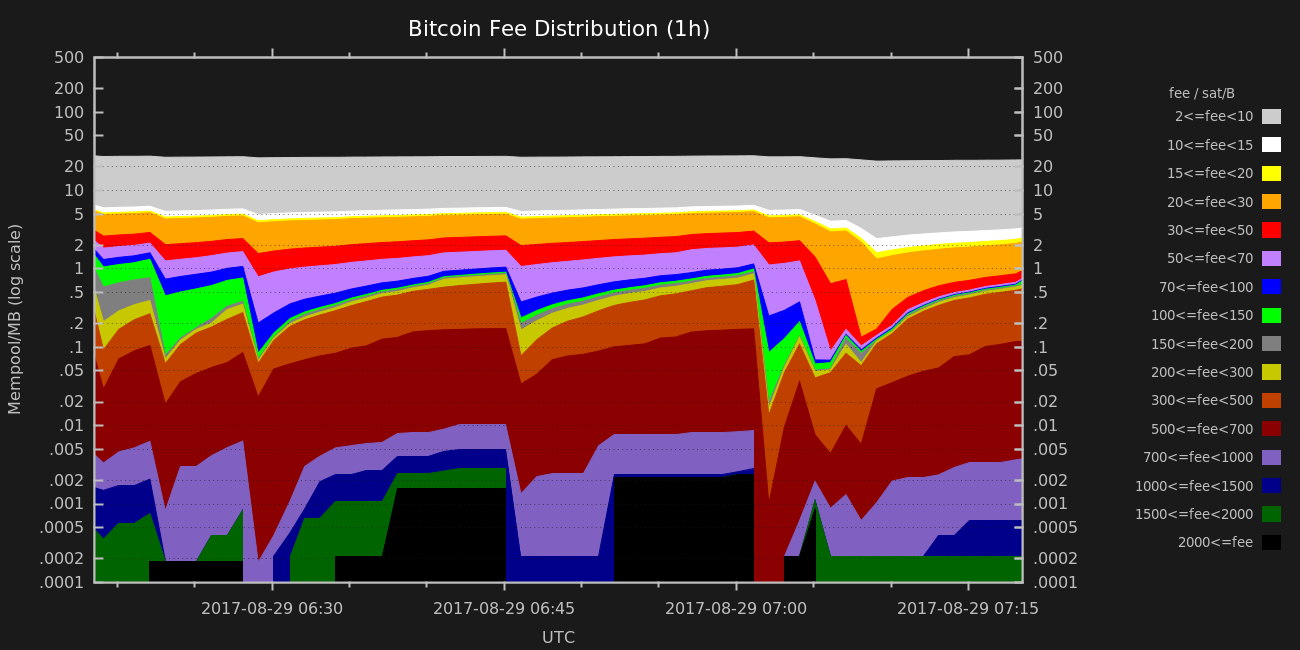 Bitcoin Fee Distribution (1h)
Mempool/MB (log scale)
500
200
100
50
20
10
5
2
1
.5
.2
.1
.05
.02
.01
.005
.002
.001
.0005
.0002
.0001
500
200
100
50
20
10
5
2
1
.5
.2
.1
.05
.02
.01
.005
.002
.001
.0005
.0002
.0001
2017-08-29 06:30 2017-08-29 06:45 2017-08-29 07:00 2017-08-29 07:15
UTC
fee / sat/B
2<=fee<10
10<=fee<15
15<=fee<20
20<=fee<30
30<=fee<50
50<=fee<70
70<=fee<100
100<=fee<150
150<=fee<200
200<=fee<300
300<=fee<500
500<=fee<700
700<=fee<1000
1000<=fee<1500
1500<=fee<2000
2000<=fee